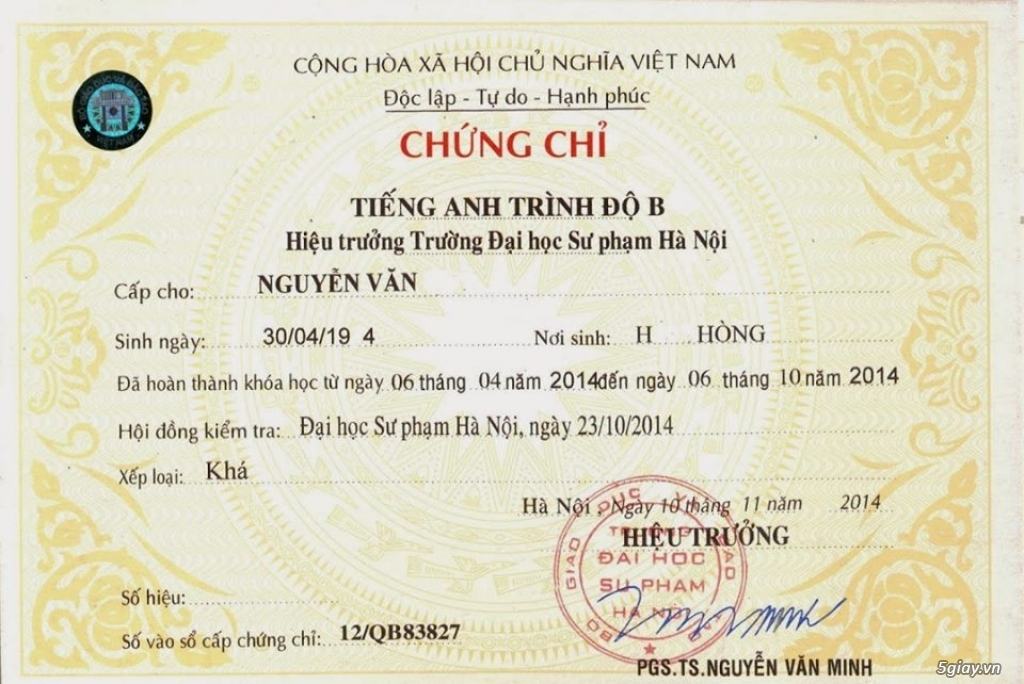 CỘNG HÒA XÃ HỘI CHỦ NGHĨA VIỆT NAM
Độc lập - Tự do - Hạnh phúc
CHỨNG CHỈ
TIẾNG ANH TRÌNH ĐỘ B
Hiệu trưởng Trường Đại học Sư phạm Hà Nội
Cấp cho: NGUYỄN VĂN
Sinh ngày: 30/04/19 4 Nơi sinh: H HÒNG
Đã hoàn thành khóa học từ ngày 06 tháng 04 năm 2014 đến ngày 06 tháng 10 năm 2014
Hội đồng kiểm tra: Đại học Sư phạm Hà Nội, ngày 23/10/2014
Xếp loại: Khá
Hà Nội, Ngày 10 tháng 11 năm 2014
HIỆU TRƯỞNG
ĐẠI HỌC
SƯ PHẠM
HÀ NỘI
Số hiệu:
Số vào sổ cấp chứng chỉ: 12/QB83827
PGS.TS.NGUYỄN VĂN MINH
5giay.vn